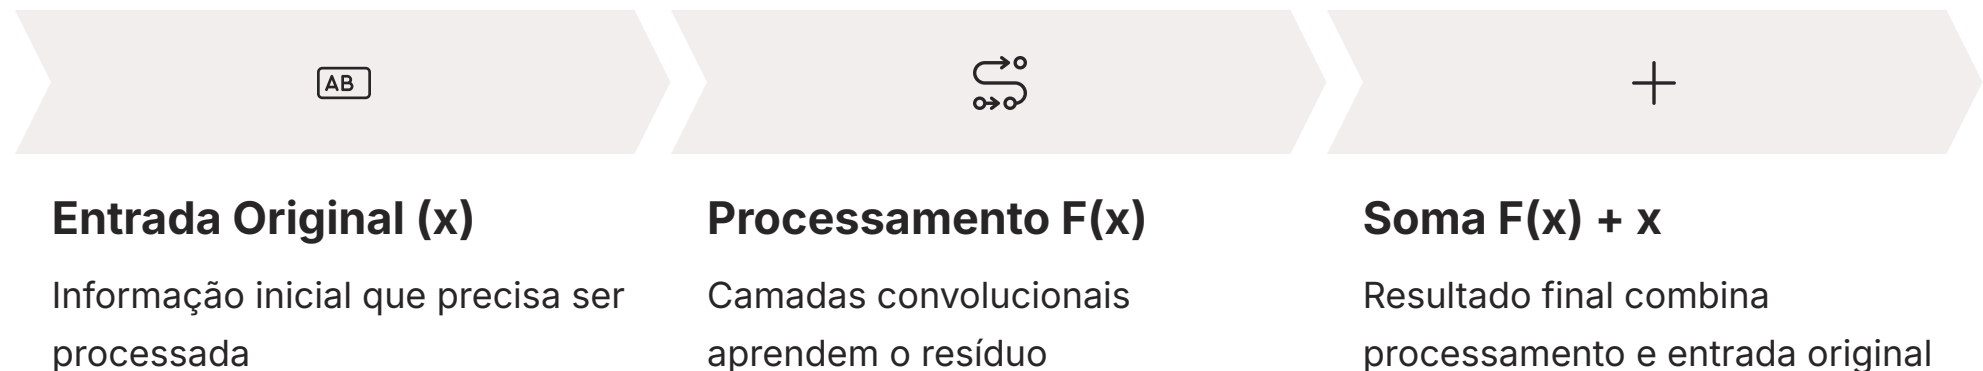 AB
Entrada Original (x)
Informação inicial que precisa ser
processada
Processamento F(x)
Camadas convolucionais
aprendem o resíduo
Soma F(x) + x
Resultado final combina
processamento e entrada original